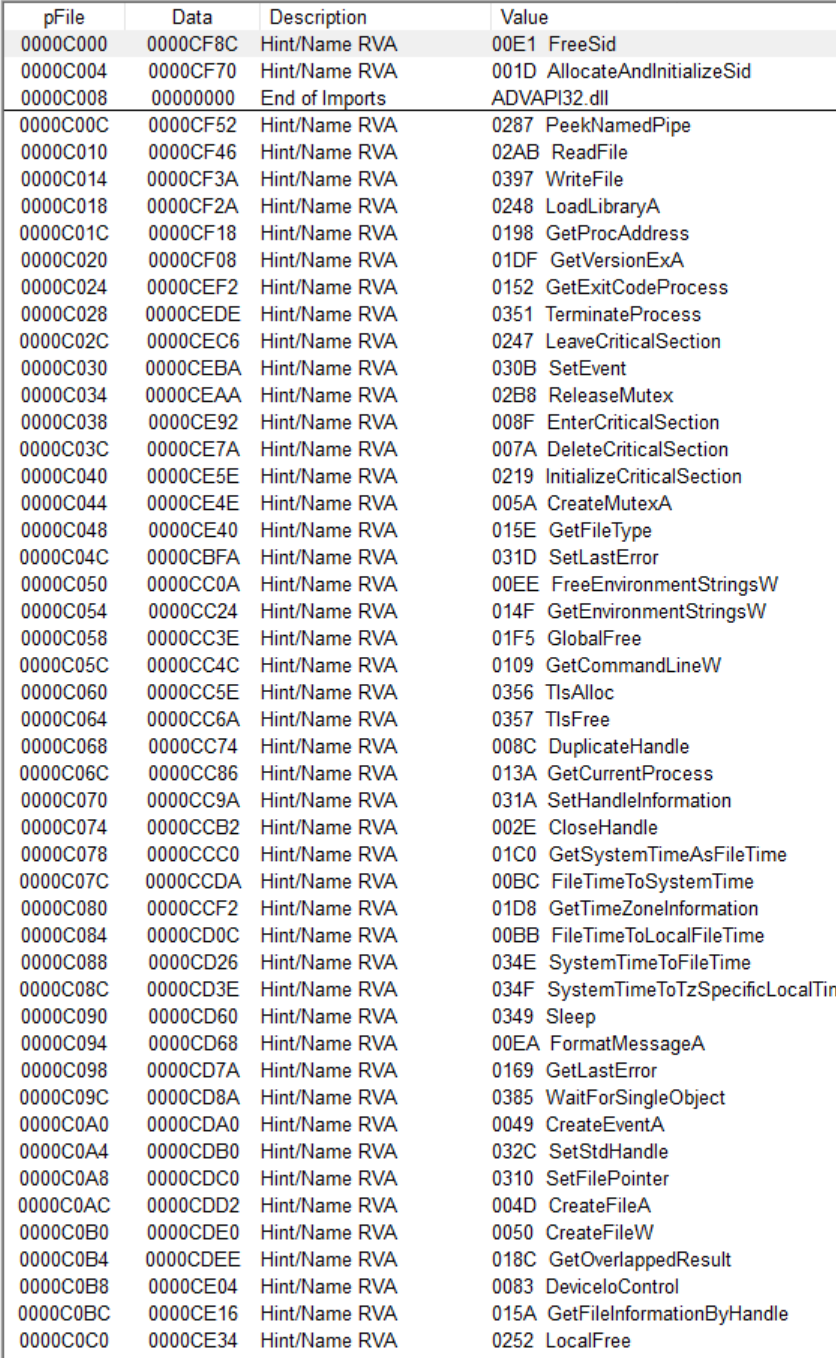 pFile Data Description Value
0000C000 0000CF8C Hint/Name RVA 00E1 FreeSid
0000C004 0000CF70 Hint/Name RVA 001D AllocateAndInitializeSid
0000C008 00000000 End of Imports ADVAPI32.dll
0000C00C 0000CF52 Hint/Name RVA 0287 PeekNamedPipe
0000C010 0000CF46 Hint/Name RVA 02AB ReadFile
0000C014 0000CF3A Hint/Name RVA 0397 WriteFile
0000C018 0000CF2A Hint/Name RVA 0248 LoadLibraryA
0000C01C 0000CF18 Hint/Name RVA 0198 GetProcAddress
0000C020 0000CF08 Hint/Name RVA 01DF GetVersionExA
0000C024 0000CEF2 Hint/Name RVA 0152 GetExitCodeProcess
0000C028 0000CEDE Hint/Name RVA 0351 TerminateProcess
0000C02C 0000CEC6 Hint/Name RVA 0247 LeaveCriticalSection
0000C030 0000CEBA Hint/Name RVA 030B SetEvent
0000C034 0000CEAA Hint/Name RVA 02B8 ReleaseMutex
0000C038 0000CE92 Hint/Name RVA 008F EnterCriticalSection
0000C03C 0000CE7A Hint/Name RVA 007A DeleteCriticalSection
0000C040 0000CE5E Hint/Name RVA 0219 InitializeCriticalSection
0000C044 0000CE4E Hint/Name RVA 005A CreateMutexA
0000C048 0000CE40 Hint/Name RVA 015E GetFileType
0000C04C 0000CBFA Hint/Name RVA 031D SetLastError
0000C050 0000CC0A Hint/Name RVA 00EE FreeEnvironmentStringsW
0000C054 0000CC24 Hint/Name RVA 014F GetEnvironmentStringsW
0000C058 0000CC3E Hint/Name RVA 01F5 GlobalFree
0000C05C 0000CC4C Hint/Name RVA 0109 GetCommandLineW
0000C060 0000CC5E Hint/Name RVA 0356 TlsAlloc
0000C064 0000CC6A Hint/Name RVA 0357 TlsFree
0000C068 0000CC74 Hint/Name RVA 008C DuplicateHandle
0000C06C 0000CC86 Hint/Name RVA 013A GetCurrentProcess
0000C070 0000CC9A Hint/Name RVA 031A SetHandleInformation
0000C074 0000CCB2 Hint/Name RVA 002E CloseHandle
0000C078 0000CCC0 Hint/Name RVA 01C0 GetSystemTimeAsFileTime
0000C07C 0000CCDA Hint/Name RVA 00BC FileTimeToSystemTime
0000C080 0000CCF2 Hint/Name RVA 01D8 GetTimeZoneInformation
0000C084 0000CD0C Hint/Name RVA 00BB FileTimeToLocalFileTime
0000C088 0000CD26 Hint/Name RVA 034E SystemTimeToFileTime
0000C08C 0000CD3E Hint/Name RVA 034F SystemTimeToTzSpecificLocalTim
0000C090 0000CD60 Hint/Name RVA 0349 Sleep
0000C094 0000CD68 Hint/Name RVA 00EA FormatMessageA
0000C098 0000CD7A Hint/Name RVA 0169 GetLastError
0000C09C 0000CD8A Hint/Name RVA 0385 WaitForSingleObject
0000C0A0 0000CDA0 Hint/Name RVA 0049 CreateEventA
0000C0A4 0000CDB0 Hint/Name RVA 032C SetStdHandle
0000C0A8 0000CDC0 Hint/Name RVA 0310 SetFilePointer
0000C0AC 0000CDD2 Hint/Name RVA 004D CreateFileA
0000C0B0 0000CDE0 Hint/Name RVA 0050 CreateFileW
0000C0B4 0000CDEE Hint/Name RVA 018C GetOverlappedResult
0000C0B8 0000CE04 Hint/Name RVA 0083 DeviceIoControl
0000C0BC 0000CE16 Hint/Name RVA 015A GetFileInformationByHandle
0000C0C0 0000CE34 Hint/Name RVA 0252 LocalFree